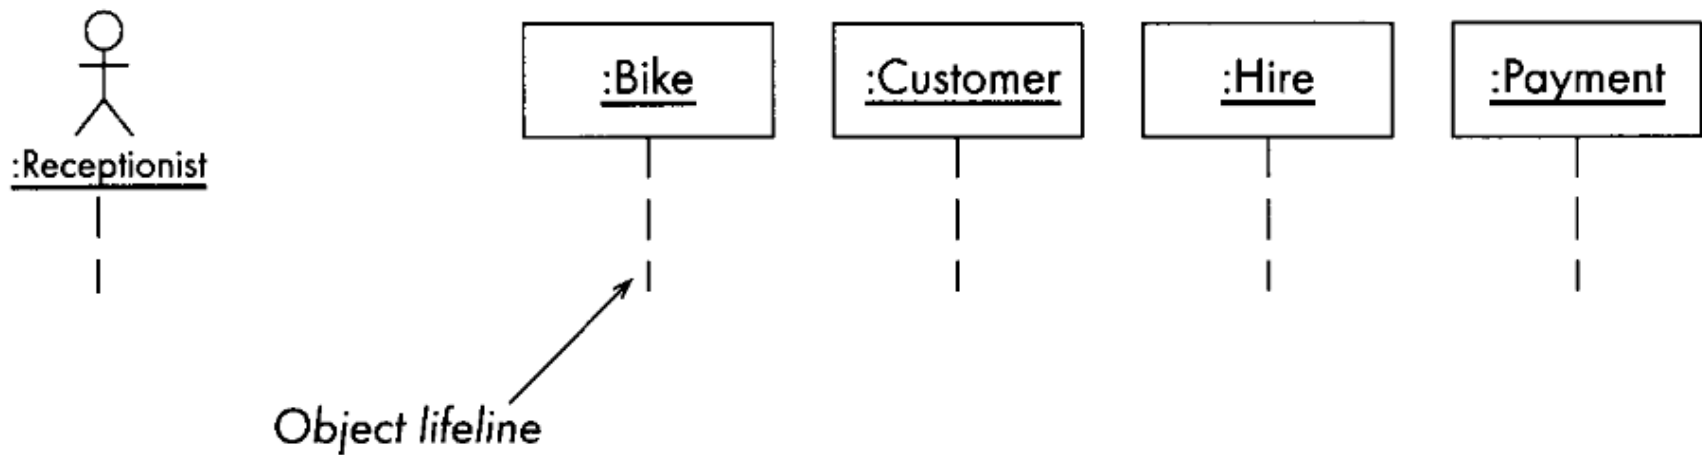 :Bike
:Customer
:Hire
:Payment
:Receptionist
Object lifeline